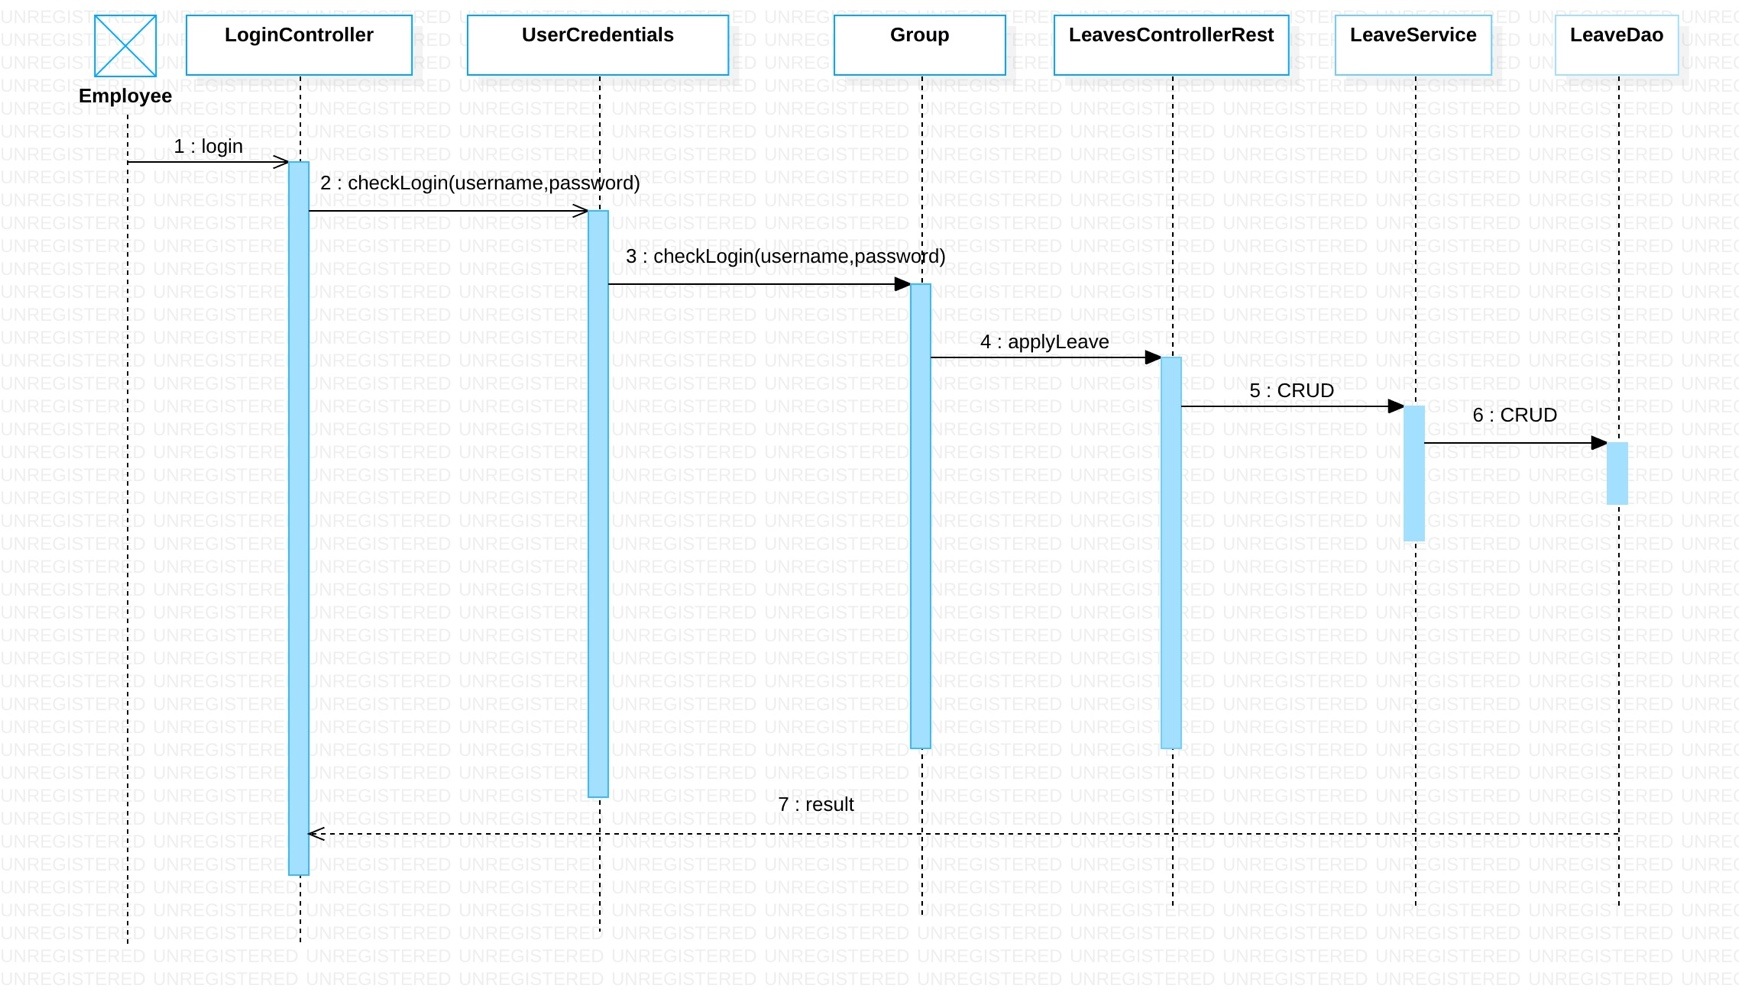 LoginController
UserCredentials
Group
LeavesControllerRest
LeaveService
LeaveDao
Employee
1 : login
2 : checkLogin(username,password)
3 : checkLogin(username,password)
4 : applyLeave
5 : CRUD
6 : CRUD
7 : result
UNREGISTERED